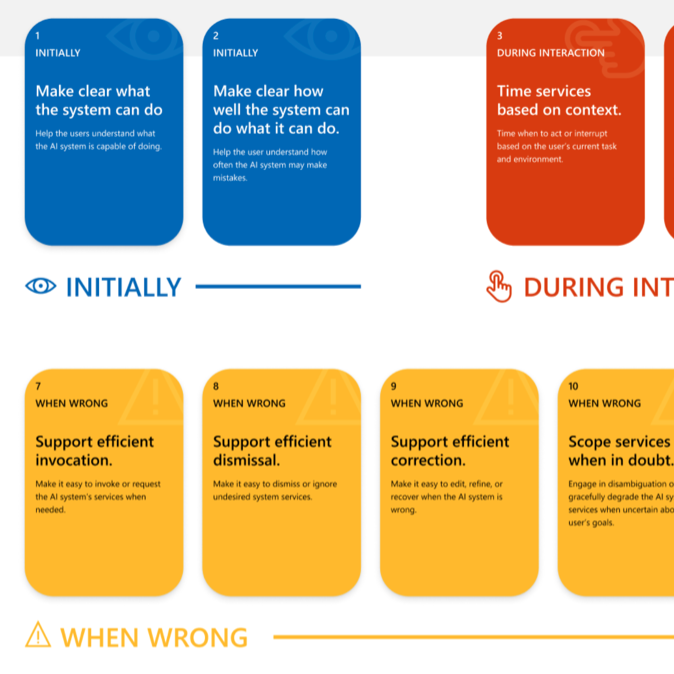 1
INITIALLY
Make clear what
the system can do
Help the users understand what
the AI system is capable of doing.
2
INITIALLY
Make clear how
well the system can
do what it can do.
Help the user understand how
often the AI system may make
mistakes.
3
DURING INTERACTION
Time services
based on context.
Time when to act or interrupt
based on the user's current task
and environment.
INITIALLY
DURING INT
7
WHEN WRONG
Support efficient
invocation.
Make it easy to invoke or request
the AI system's services when
needed.
8
WHEN WRONG
Support efficient
dismissal.
Make it easy to dismiss or ignore
undesired system services.
9
WHEN WRONG
Support efficient
correction.
Make it easy to edit, refine, or
recover when the AI system is
wrong.
10
WHEN WRONG
Scope services
when in doubt.
Engage in disambiguation o
gracefully degrade the AI sy
services when uncertain abo
user's goals.
WHEN WRONG